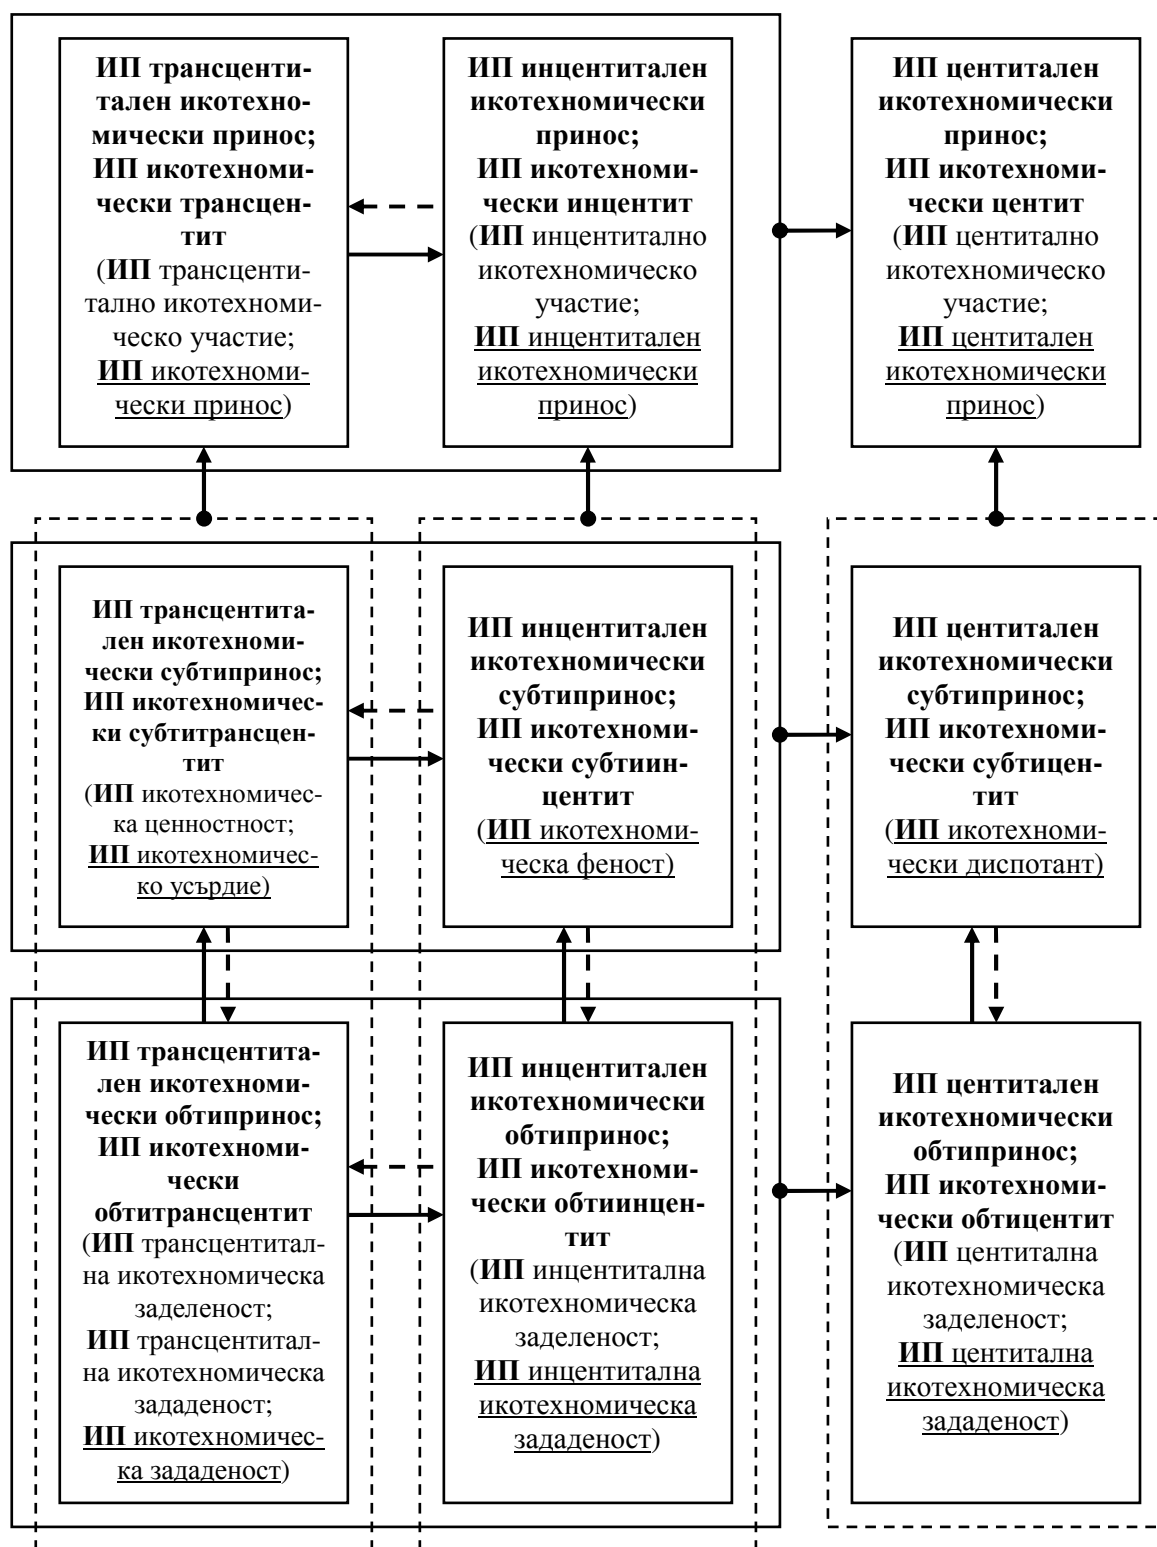 ИП трансценти-
тален икотехно-
мически принос;
ИП икотехноми-
чески трансцен-
тит
(ИП трансценти-
тално икотехноми-
ческо участие;
ИП икотехноми-
чески принос)
ИП инцентитален
икотехномически
принос;
ИП икотехноми-
чески инцентит
(ИП инцентитално
икотехномическо
участие;
ИП инцентитален
икотехномически
принос)
ИП центитален
икотехномически
принос;
ИП икотехноми-
чески центит
(ИП центитално
икотехномическо
участие;
ИП центитален
икотехномически
принос)
ИП трансцентита-
лен икотехноми-
чески субтипринос;
ИП икотехномичес-
ки субтитрансцен-
тит
(ИП икотехномичес-
ка ценностност;
ИП икотехномичес-
ко усърдие)
ИП инцентитален
икотехномически
субтипринос;
ИП икотехноми-
чески субтиин-
центит
(ИП икотехноми-
ческа феност)
ИП центитален
икотехномически
субтипринос;
ИП икотехноми-
чески субтицен-
тит
(ИП икотехноми-
чески диспотант)
ИП трансцентита-
лен икотехноми-
чески обтипринос;
ИП икотехноми-
чески
обтитрансцентит
(ИП трансцентитал-
на икотехномическа
заделеност;
ИП трансцентитал-
на икотехномическа
зададеност;
ИП икотехномичес-
ка зададеност)
ИП инцентитален
икотехномически
обтипринос;
ИП икотехноми-
чески обтиинцен-
тит
(ИП инцентитална
икотехномическа
заделеност;
ИП инцентитална
икотехномическа
зададеност)
ИП центитален
икотехномически
обтипринос;
ИП икотехноми-
чески обтицентит
(ИП центитална
икотехномическа
заделеност;
ИП центитална
икотехномическа
зададеност)